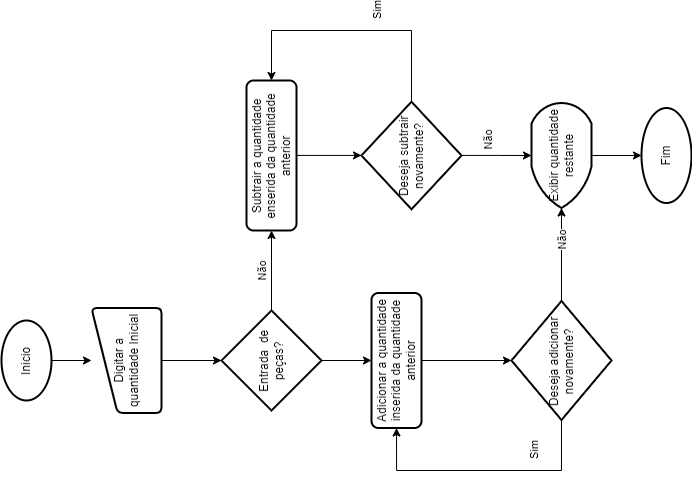 Inicio
Digitar a
quantidade Inicial
Entrada de
peças?
Não
Subtrair a quantidade
enserida da quantidade
anterior
Deseja subtrair
novamente?
Sim
Não
Adicionar a quantidade
inserida da quantidade
anterior
Deseja adicionar
novamente?
Sim
Não
Exibir quantidade
restante
Fim